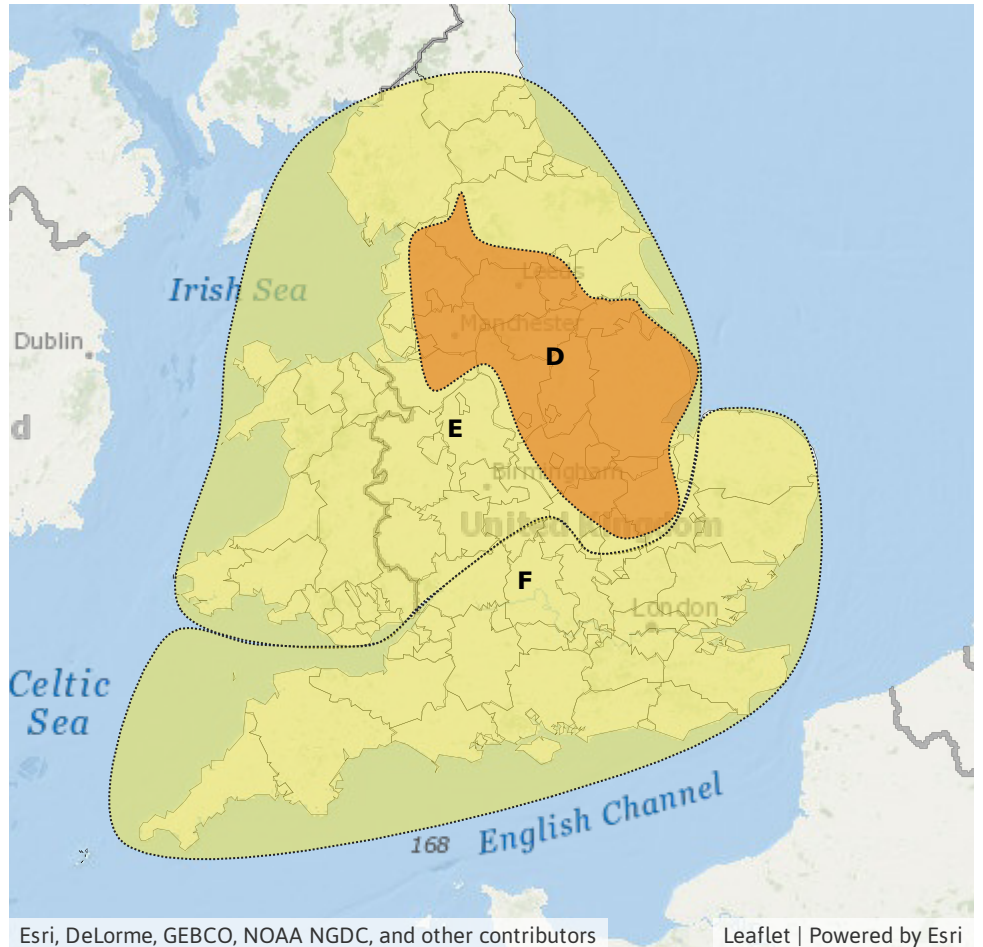 Irish Sea
Leeds
Manchester
Dublin
D
d
E
Birmingham
United Kingdom
F
London
Celtic
Sea
English Channel
168
Esri, DeLorme, GEBCO, NOAA NGDC, and other contributors
Leaflet | Powered by Esri